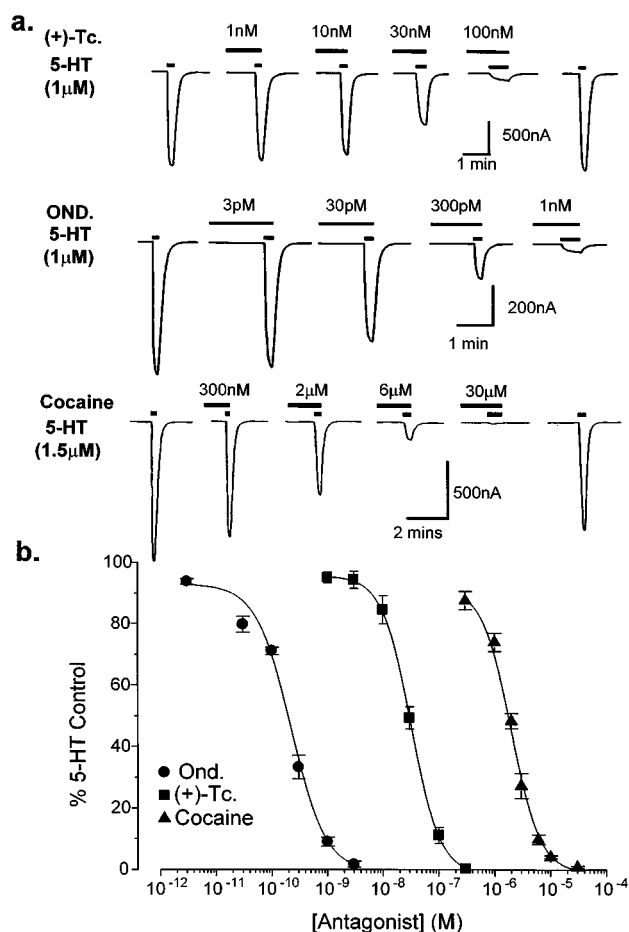 a.
(+)-Tc. 1nM 10nM 30nM 100nM
5-HT
(1μM)
500nA
1 min
OND. 3pM 30pM 300pM 1nM
5-HT
(1μM)
200nA
1 min
Cocaine 300nM 2μM 6μM 30μM
5-HT
(1.5μM)
500nA
2 mins
b.
% 5-HT Control
100
80
60
40
20
0
Ond.
(+)-Tc.
Cocaine
10⁻¹² 10⁻¹¹ 10⁻¹⁰ 10⁻⁹ 10⁻⁸ 10⁻⁷ 10⁻⁶ 10⁻⁵ 10⁻⁴
[Antagonist] (M)